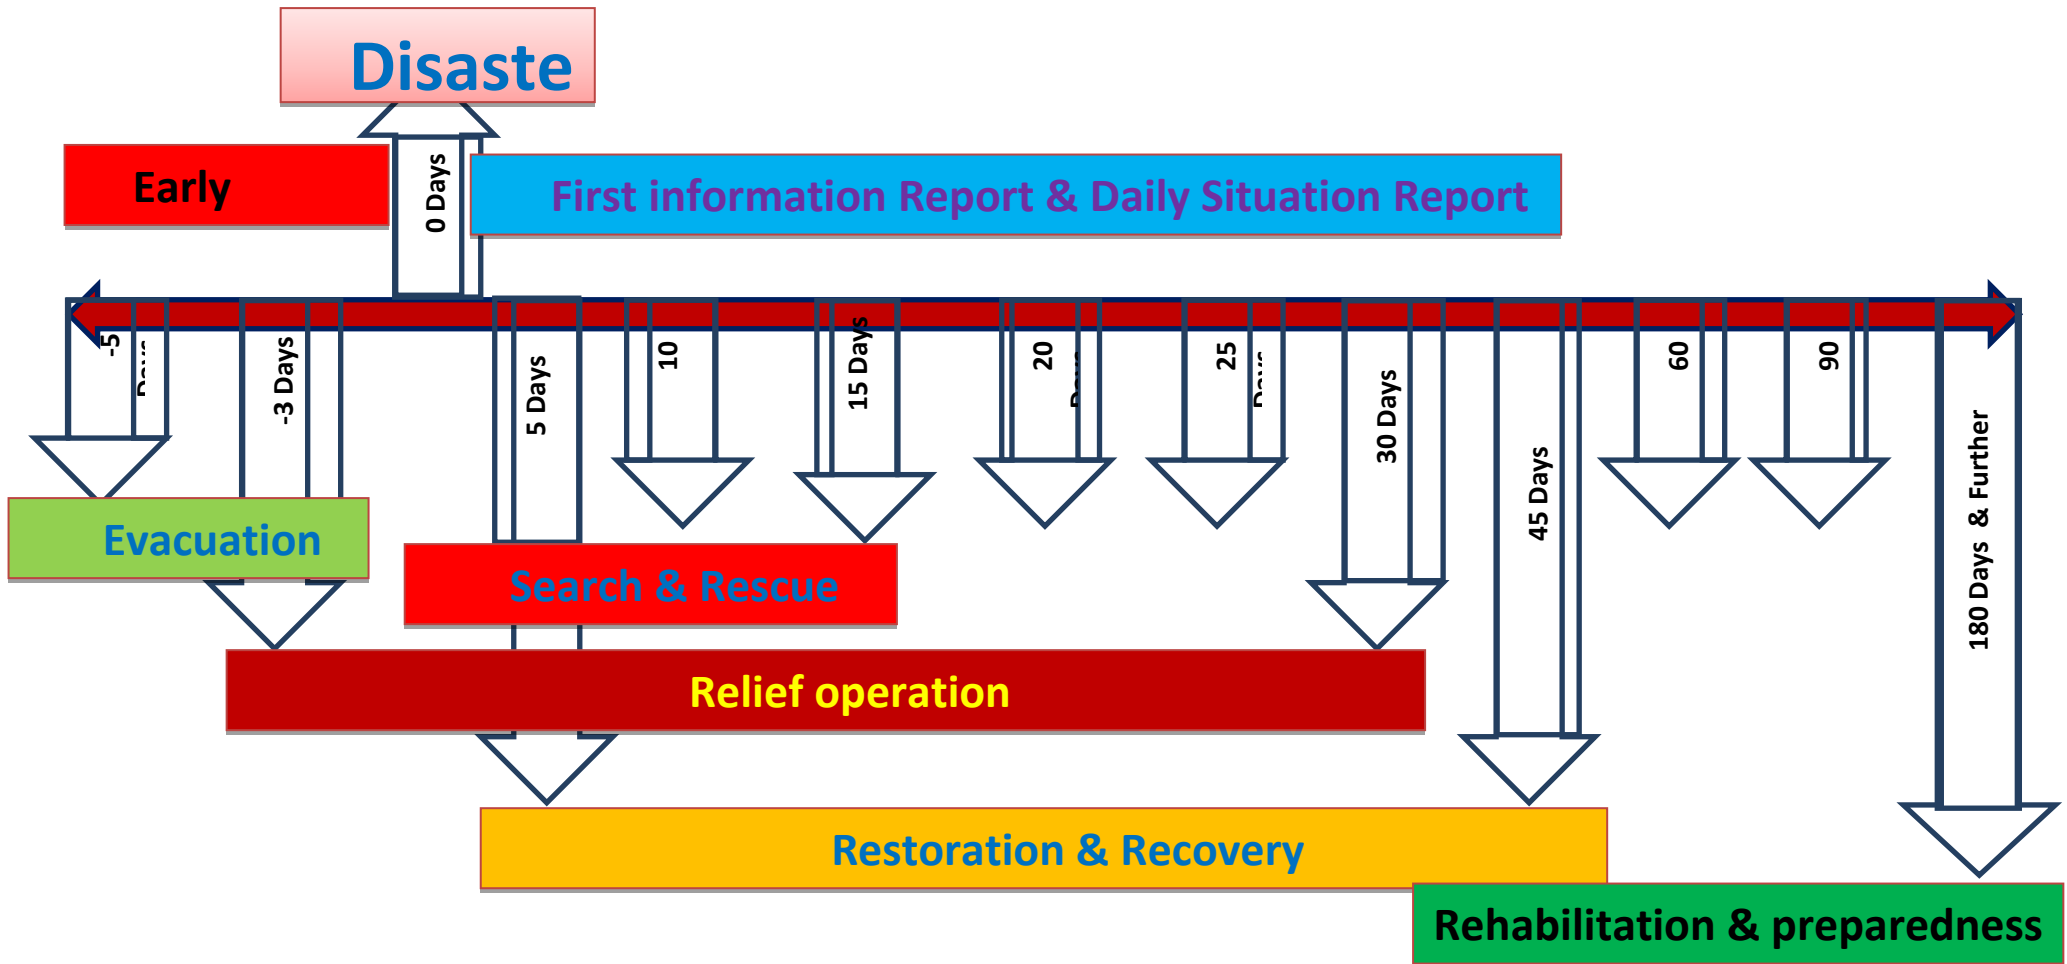 Disaste
Early
0 Days
First information Report & Daily Situation Report
-5
-3 Days
5 Days
10
15 Days
20
25
30 Days
45 Days
60
90
180 Days & Further
Evacuation
Search & Rescue
Relief operation
Restoration & Recovery
Rehabilitation & preparedness